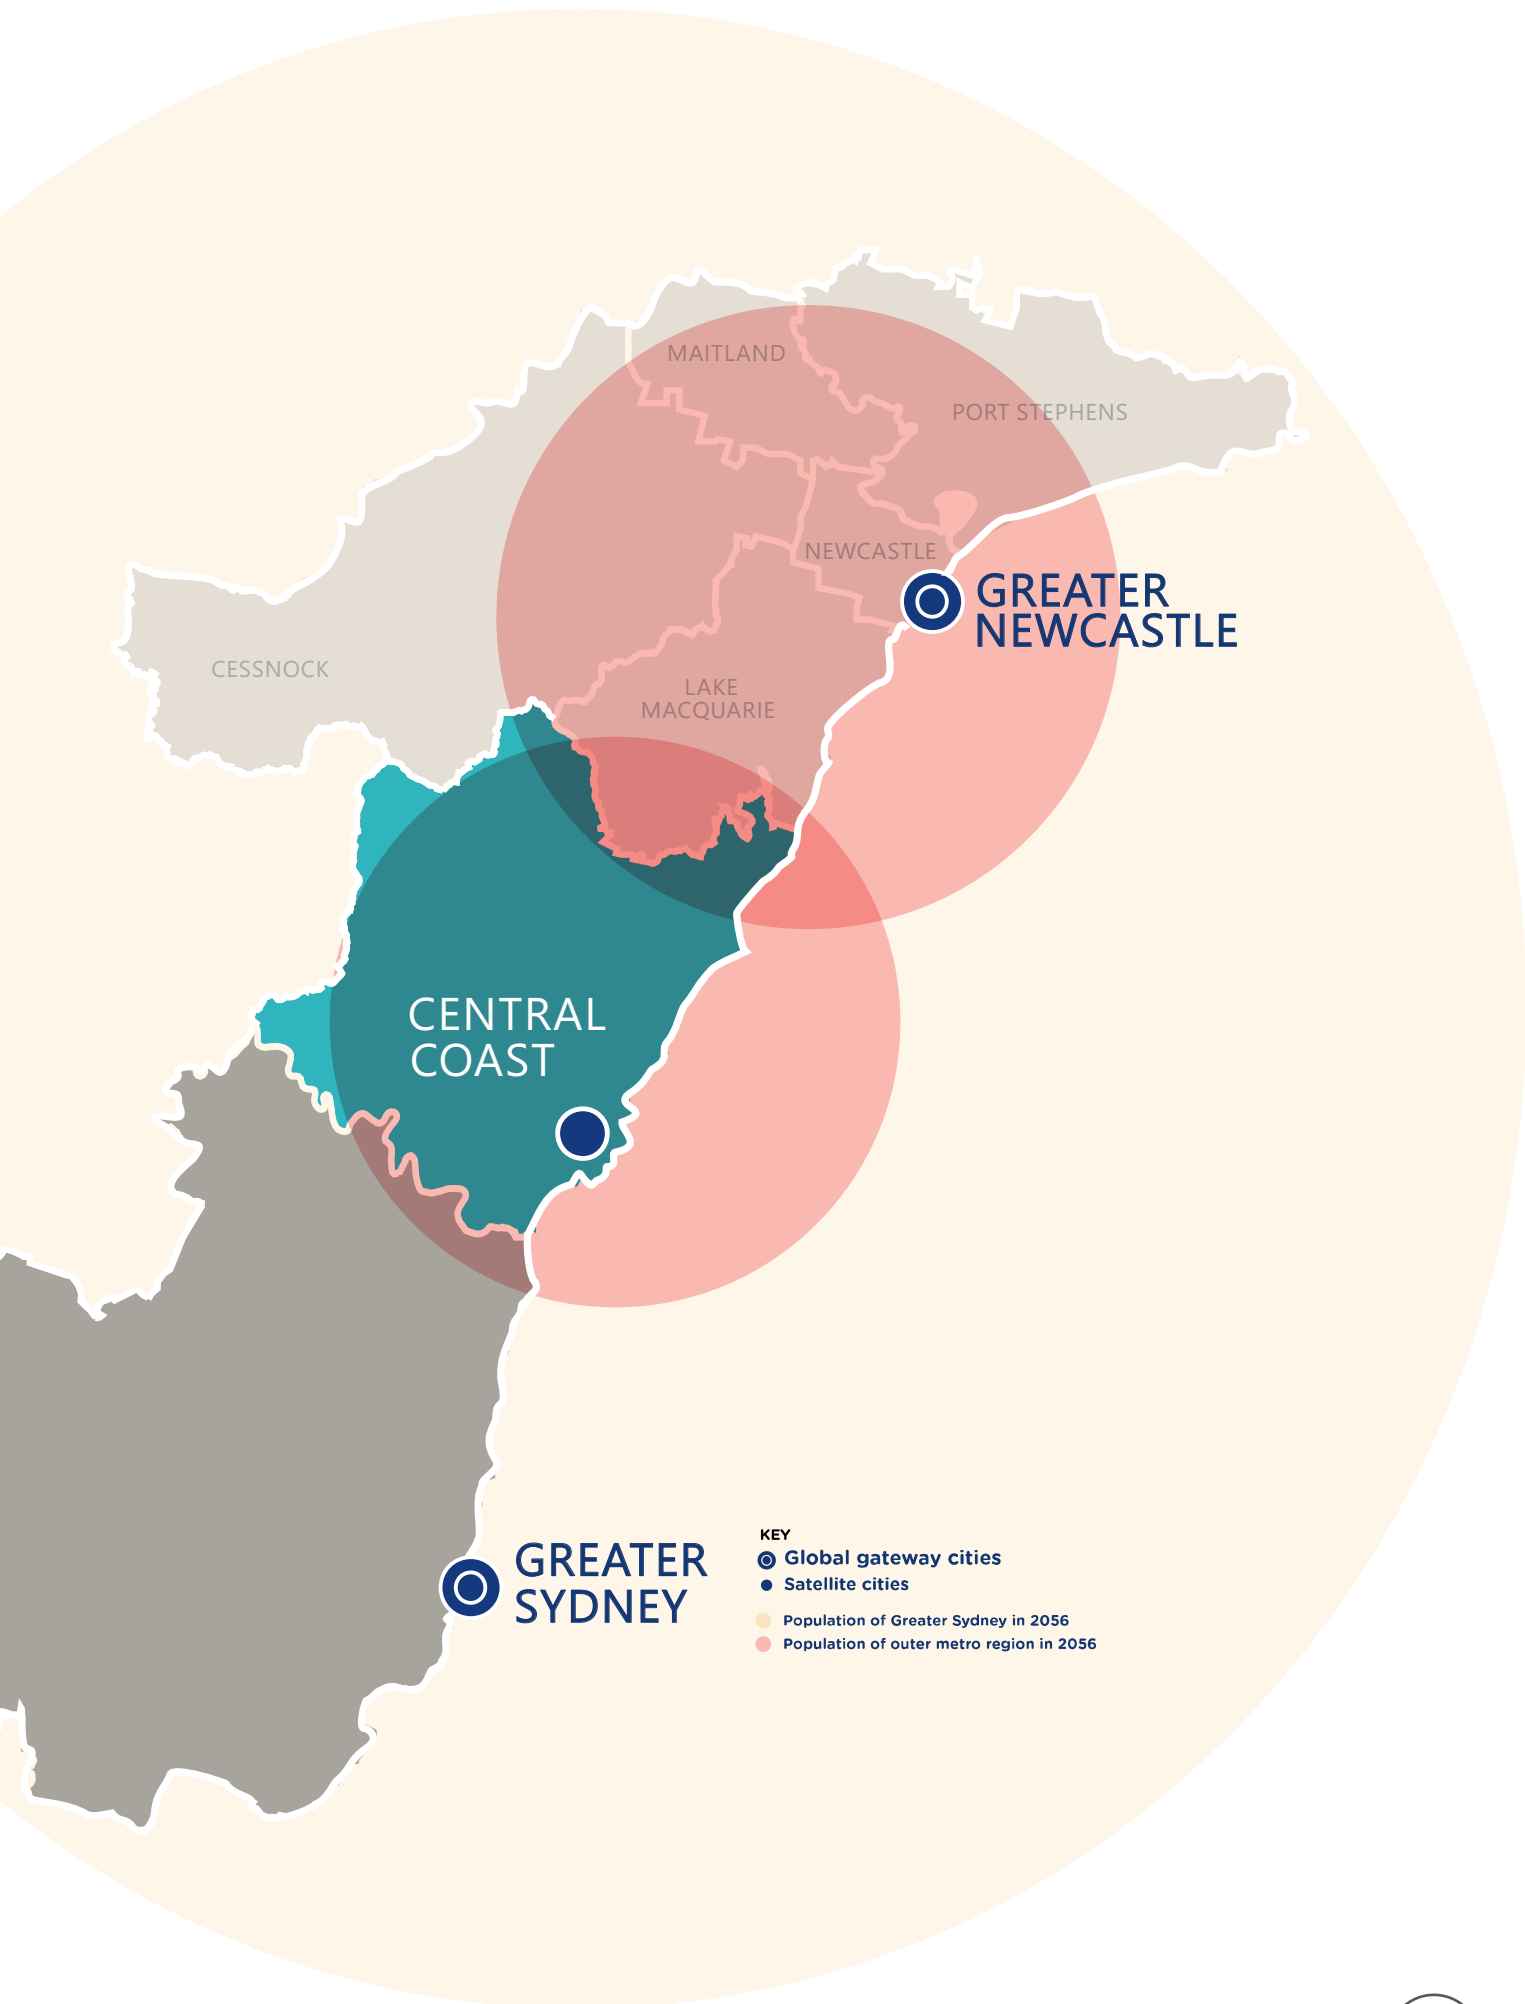 MAITLAND
PORT STEPHENS
NEWCASTLE
GREATER
NEWCASTLE
CESSNOCK
LAKE
MACQUARIE
CENTRAL
COAST
GREATER
SYDNEY
KEY
Global gateway cities
Satellite cities
Population of Greater Sydney in 2056
Population of outer metro region in 2056